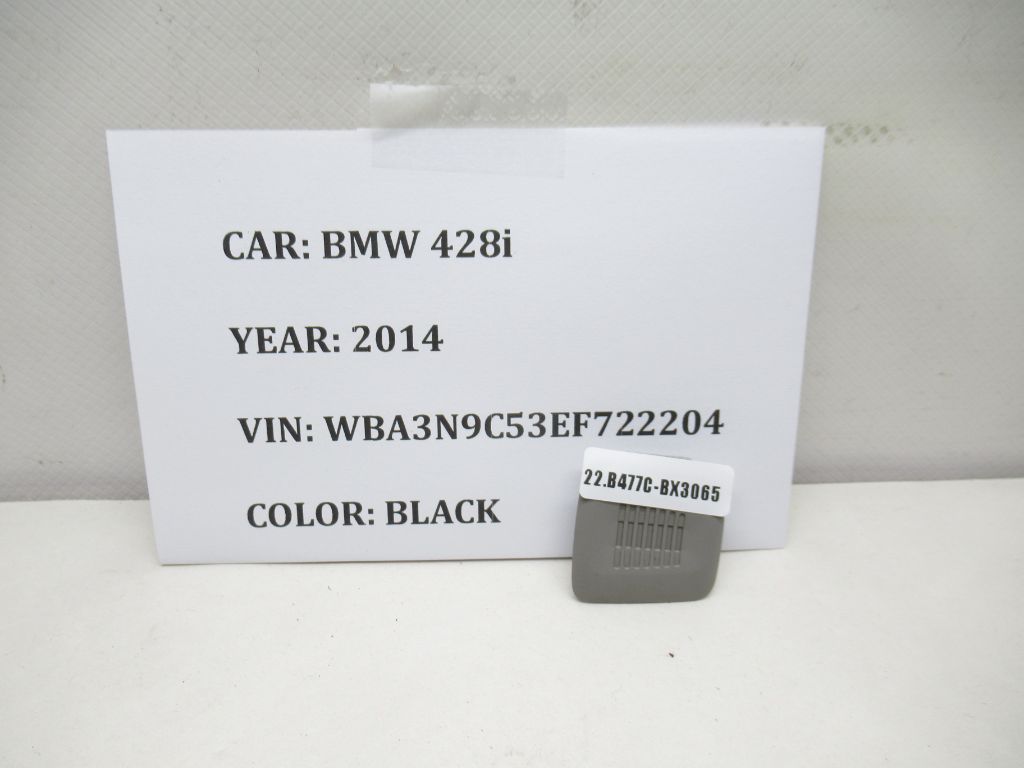 CAR: BMW 428i
YEAR: 2014
VIN: WBA3N9C53EF722204
COLOR: BLACK
22.B477C-BX3065